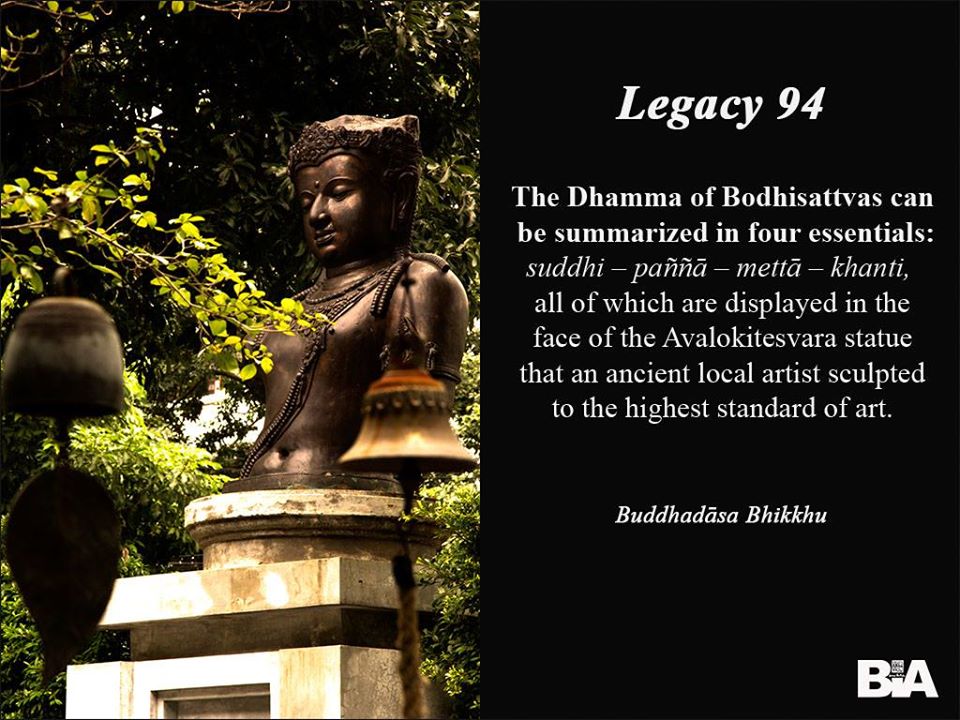 Legacy 94
The Dhamma of Bodhisattvas can
be summarized in four essentials:
suddhi – paññā – mettā – khanti,
all of which are displayed in the
face of the Avalokitesvara statue
that an ancient local artist sculpted
to the highest standard of art.
Buddhadāsa Bhikkhu
BiA